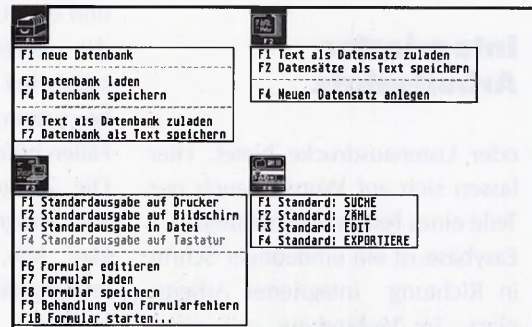 F1 neue Datenbank
F3 Datenbank laden
F4 Datenbank speichern
F6 Text als Datenbank zuladen
F7 Datenbank als Text speichern
F1 Text als Datensatz zuladen
F2 Datensätze als Text speichern
F4 Neuen Datensatz anlegen
F1 Standardausgabe auf Drucker
F2 Standardausgabe auf Bildschirm
F3 Standardausgabe in Datei
F4 Standardausgabe auf Tastatur
F6 Formular editieren
F7 Formular laden
F8 Formular speichern
F9 Behandlung von Formularfehlern
F10 Formular starten...
F1 Standard: SUCHE
F2 Standard: ZÄHLE
F3 Standard: EDIT
F4 Standard: EXPORTIERE